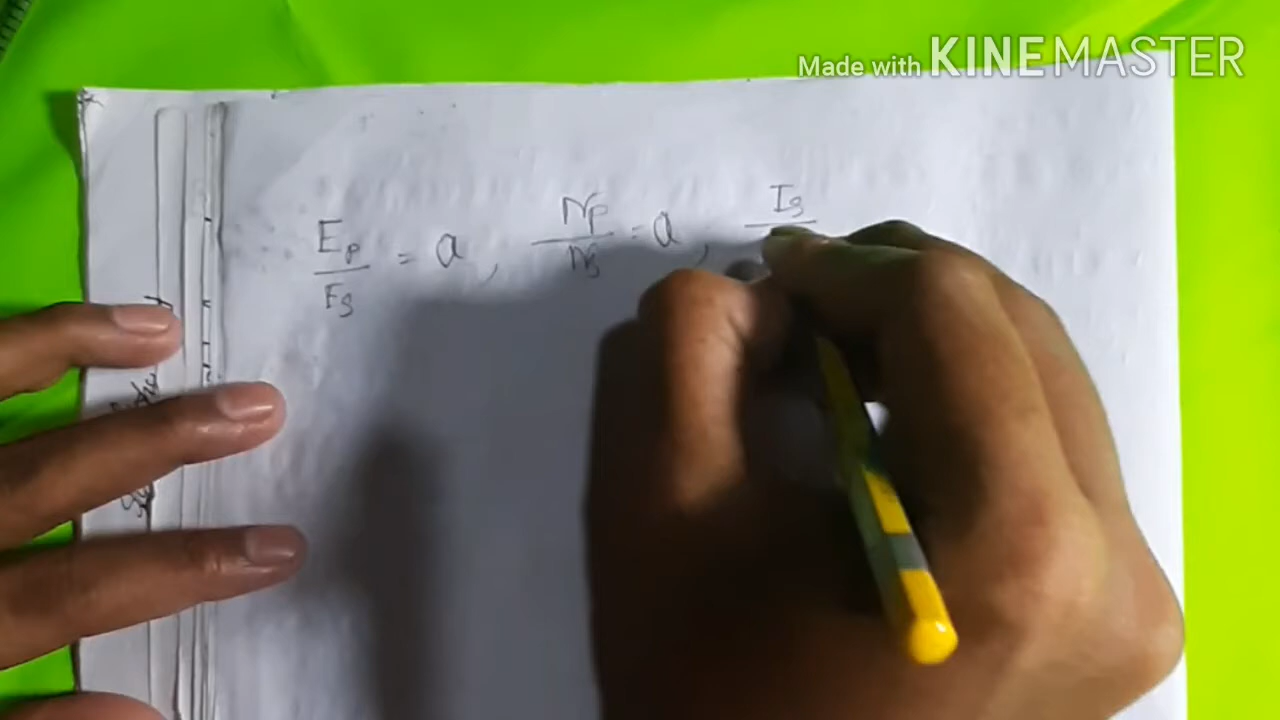 Made with KINEMASTER
Ep/Es = a, Np/Ns = a, Is